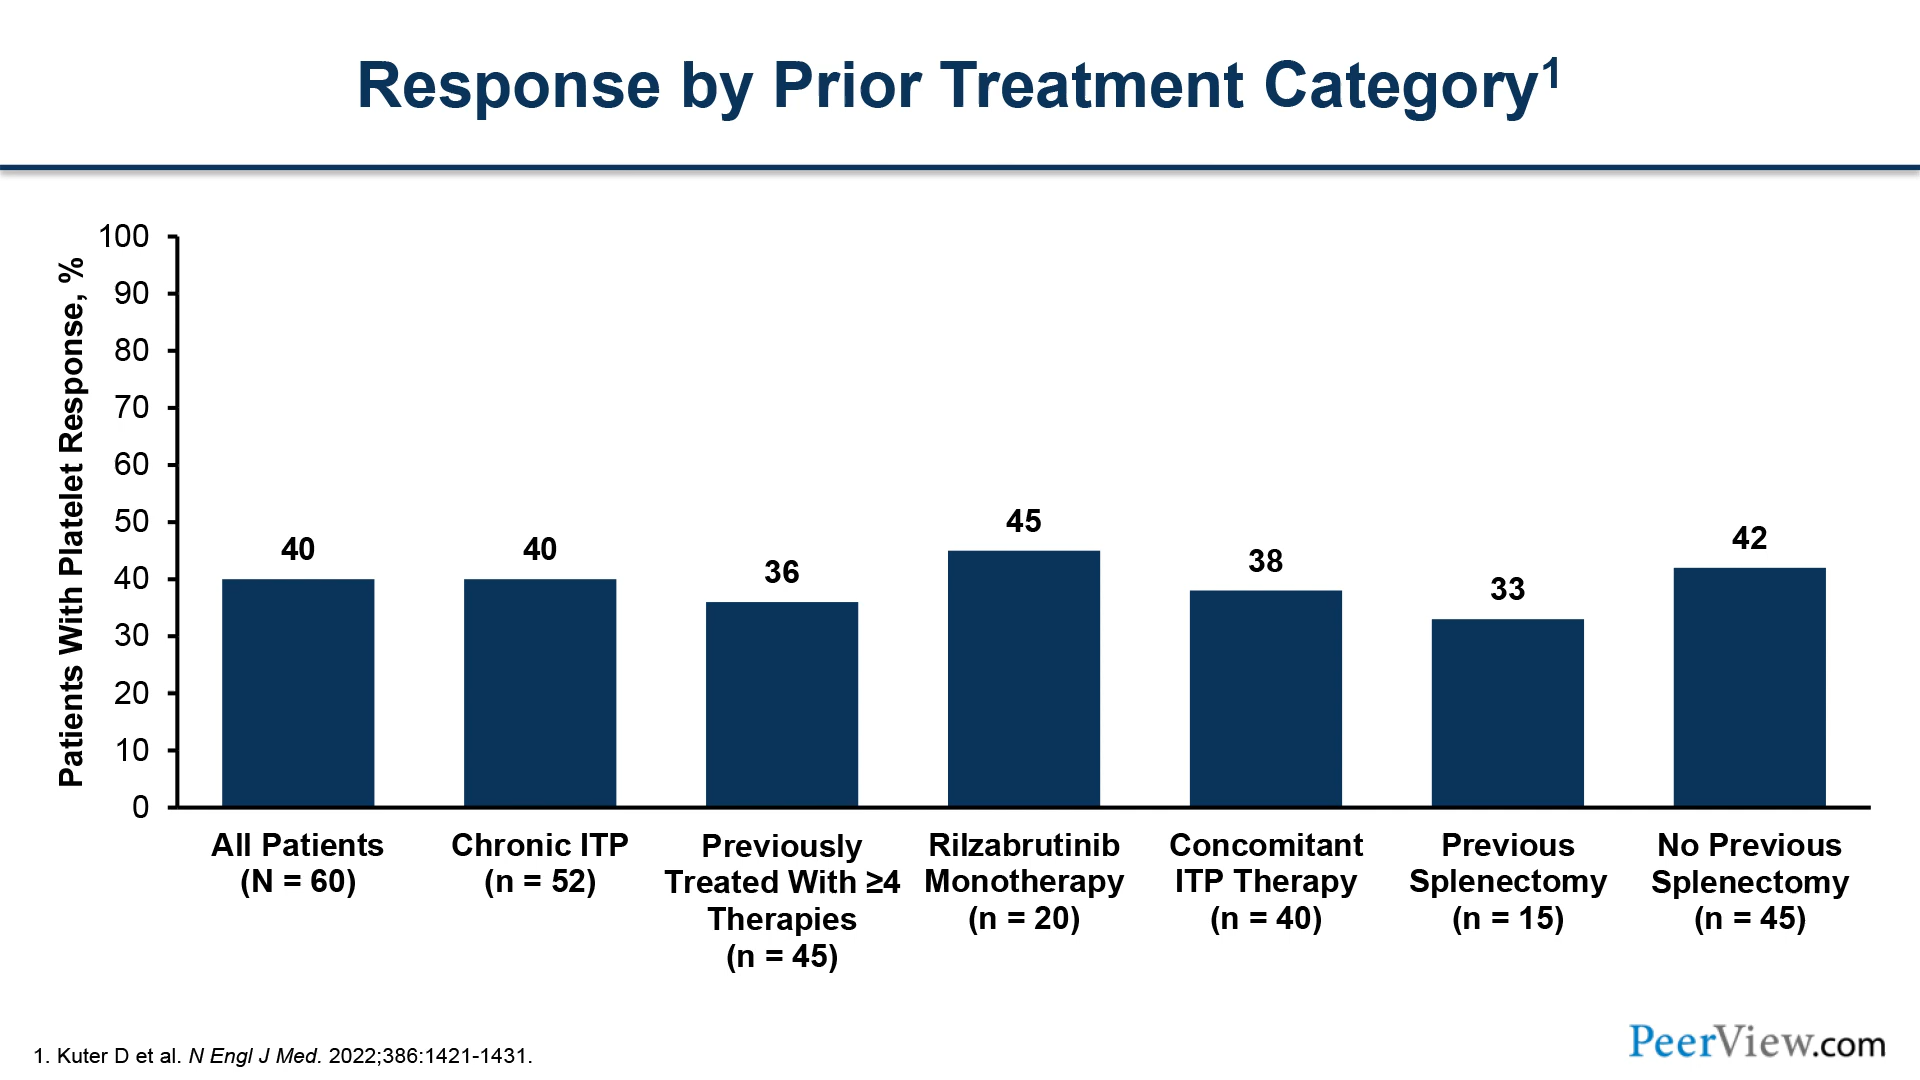 Response by Prior Treatment Category¹
Patients With Platelet Response, %
100
90
80
70
60
50
40
30
20
10
0
40
40
36
45
38
33
42
All Patients
(N = 60)
Chronic ITP
(n = 52)
Previously
Treated With ≥4
Therapies
(n = 45)
Rilzabrutinib
Monotherapy
(n = 20)
Concomitant
ITP Therapy
(n = 40)
Previous
Splenectomy
(n = 15)
No Previous
Splenectomy
(n = 45)
1. Kuter D et al. N Engl J Med. 2022;386:1421-1431.
PeerView.com